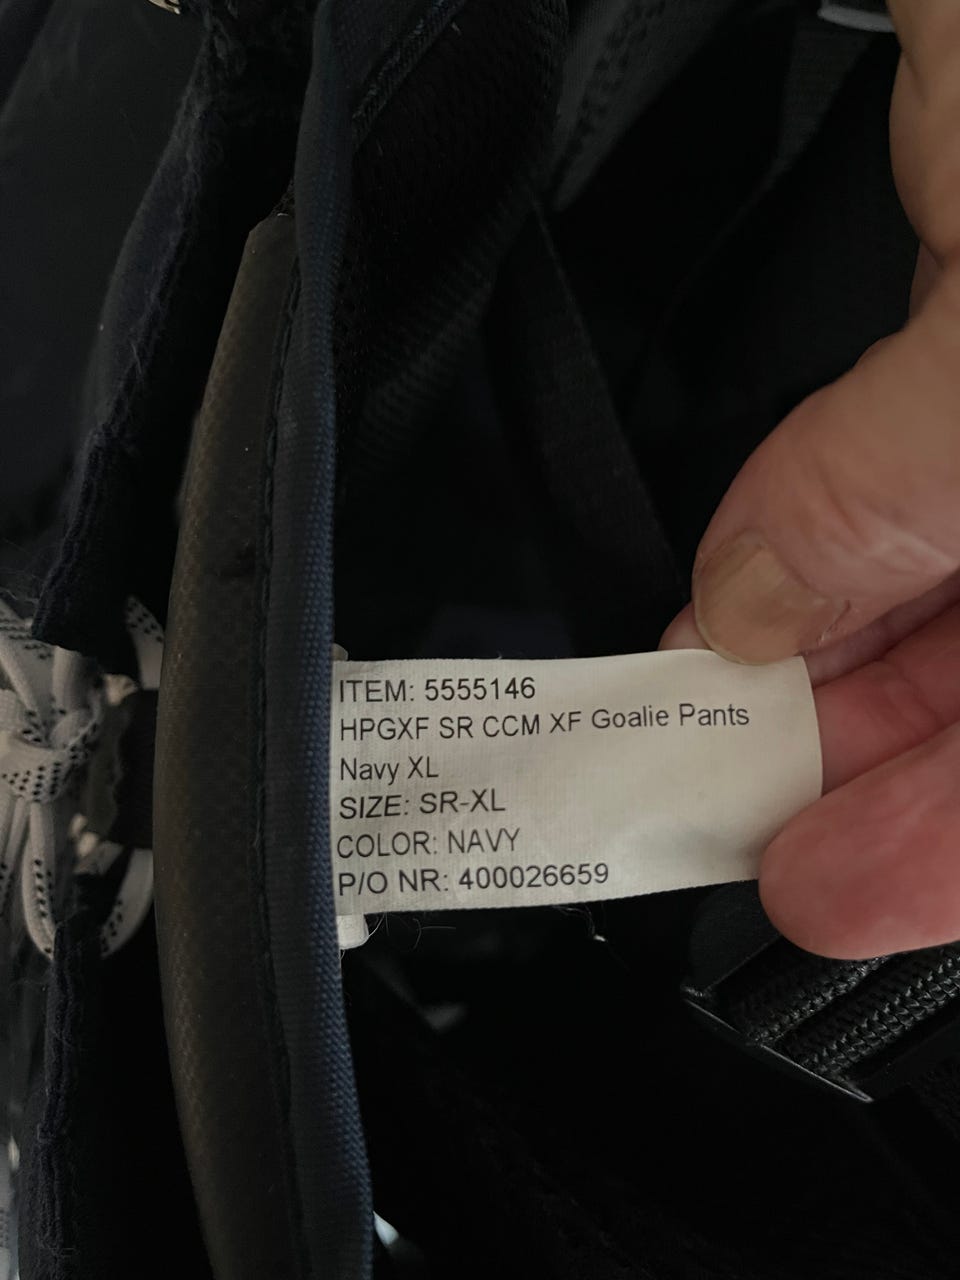 ITEM: 5555146
HPGXF SR CCM XF Goalie Pants
Navy XL
SIZE: SR-XL
COLOR: NAVY
P/O NR: 400026659